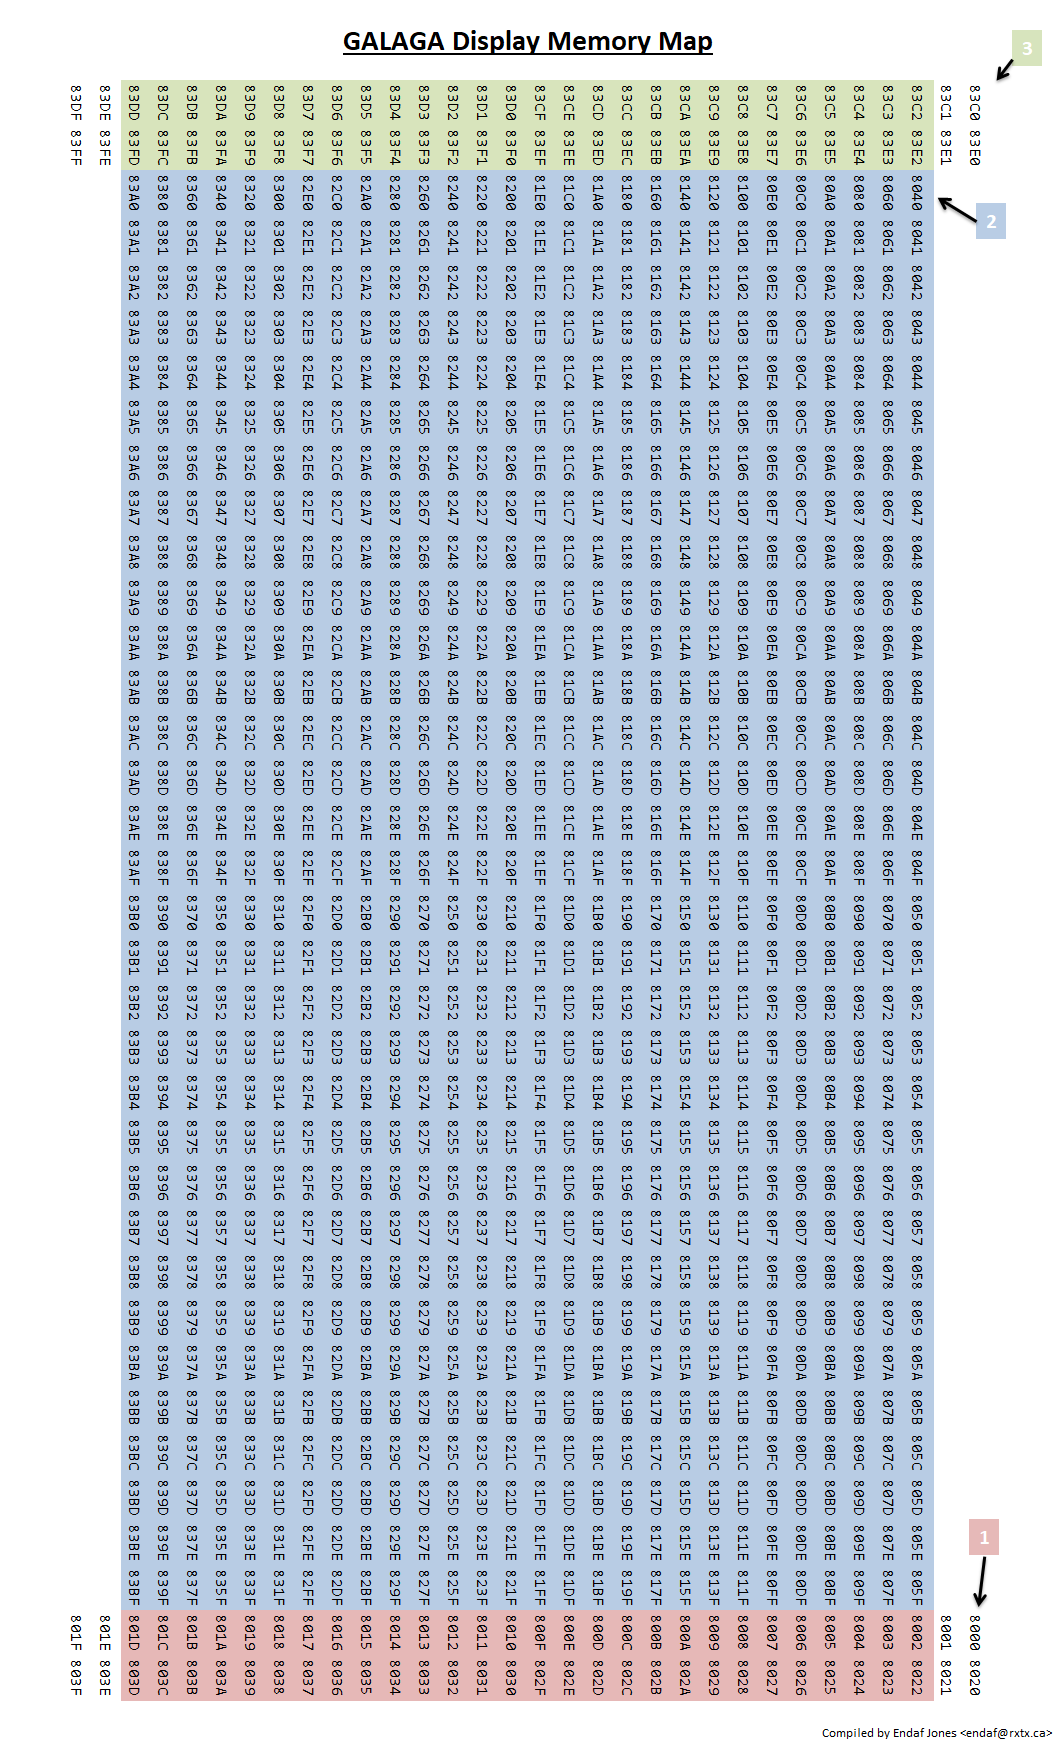 GALAGA Display Memory Map
3
83C0 83E0
8000 8020
83C1 83E1
8001 8021
2
1
83C2 83E2 8040 8041 8042 8043 8044 8045 8046 8047 8048 8049 804A 804B 804C 804D 804E 804F 8050 8051 8052 8053 8054 8055 8056 8057 8058 8059 805A 805B 805C 805D 805E 805F 8002 8022
83C3 83E3 8060 8061 8062 8063 8064 8065 8066 8067 8068 8069 806A 806B 806C 806D 806E 806F 8070 8071 8072 8073 8074 8075 8076 8077 8078 8079 807A 807B 807C 807D 807E 807F 8003 8023
83C4 83E4 8080 8081 8082 8083 8084 8085 8086 8087 8088 8089 808A 808B 808C 808D 808E 808F 8090 8091 8092 8093 8094 8095 8096 8097 8098 8099 809A 809B 809C 809D 809E 809F 8004 8024
83C5 83E5 80A0 80A1 80A2 80A3 80A4 80A5 80A6 80A7 80A8 80A9 80AA 80AB 80AC 80AD 80AE 80AF 80B0 80B1 80B2 80B3 80B4 80B5 80B6 80B7 80B8 80B9 80BA 80BB 80BC 80BD 80BE 80BF 8005 8025
83C6 83E6 80C0 80C1 80C2 80C3 80C4 80C5 80C6 80C7 80C8 80C9 80CA 80CB 80CC 80CD 80CE 80CF 80D0 80D1 80D2 80D3 80D4 80D5 80D6 80D7 80D8 80D9 80DA 80DB 80DC 80DD 80DE 80DF 8006 8026
83C7 83E7 80E0 80E1 80E2 80E3 80E4 80E5 80E6 80E7 80E8 80E9 80EA 80EB 80EC 80ED 80EE 80EF 80F0 80F1 80F2 80F3 80F4 80F5 80F6 80F7 80F8 80F9 80FA 80FB 80FC 80FD 80FE 80FF 8007 8027
83C8 83E8 8100 8101 8102 8103 8104 8105 8106 8107 8108 8109 810A 810B 810C 810D 810E 810F 8110 8111 8112 8113 8114 8115 8116 8117 8118 8119 811A 811B 811C 811D 811E 811F 8008 8028
83C9 83E9 8120 8121 8122 8123 8124 8125 8126 8127 8128 8129 812A 812B 812C 812D 812E 812F 8130 8131 8132 8133 8134 8135 8136 8137 8138 8139 813A 813B 813C 813D 813E 813F 8009 8029
83CA 83EA 8140 8141 8142 8143 8144 8145 8146 8147 8148 8149 814A 814B 814C 814D 814E 814F 8150 8151 8152 8153 8154 8155 8156 8157 8158 8159 815A 815B 815C 815D 815E 815F 800A 802A
83CB 83EB 8160 8161 8162 8163 8164 8165 8166 8167 8168 8169 816A 816B 816C 816D 816E 816F 8170 8171 8172 8173 8174 8175 8176 8177 8178 8179 817A 817B 817C 817D 817E 817F 800B 802B
83CC 83EC 8180 8181 8182 8183 8184 8185 8186 8187 8188 8189 818A 818B 818C 818D 818E 818F 8190 8191 8192 8193 8194 8195 8196 8197 8198 8199 819A 819B 819C 819D 819E 819F 800C 802C
83CD 83ED 81A0 81A1 81A2 81A3 81A4 81A5 81A6 81A7 81A8 81A9 81AA 81AB 81AC 81AD 81AE 81AF 81B0 81B1 81B2 81B3 81B4 81B5 81B6 81B7 81B8 81B9 81BA 81BB 81BC 81BD 81BE 81BF 800D 802D
83CE 83EE 81C0 81C1 81C2 81C3 81C4 81C5 81C6 81C7 81C8 81C9 81CA 81CB 81CC 81CD 81CE 81CF 81D0 81D1 81D2 81D3 81D4 81D5 81D6 81D7 81D8 81D9 81DA 81DB 81DC 81DD 81DE 81DF 800E 802E
83CF 83EF 81E0 81E1 81E2 81E3 81E4 81E5 81E6 81E7 81E8 81E9 81EA 81EB 81EC 81ED 81EE 81EF 81F0 81F1 81F2 81F3 81F4 81F5 81F6 81F7 81F8 81F9 81FA 81FB 81FC 81FD 81FE 81FF 800F 802F
83D0 83F0 8200 8201 8202 8203 8204 8205 8206 8207 8208 8209 820A 820B 820C 820D 820E 820F 8210 8211 8212 8213 8214 8215 8216 8217 8218 8219 821A 821B 821C 821D 821E 821F 8010 8030
83D1 83F1 8220 8221 8222 8223 8224 8225 8226 8227 8228 8229 822A 822B 822C 822D 822E 822F 8230 8231 8232 8233 8234 8235 8236 8237 8238 8239 823A 823B 823C 823D 823E 823F 8011 8031
83D2 83F2 8240 8241 8242 8243 8244 8245 8246 8247 8248 8249 824A 824B 824C 824D 824E 824F 8250 8251 8252 8253 8254 8255 8256 8257 8258 8259 825A 825B 825C 825D 825E 825F 8012 8032
83D3 83F3 8260 8261 8262 8263 8264 8265 8266 8267 8268 8269 826A 826B 826C 826D 826E 826F 8270 8271 8272 8273 8274 8275 8276 8277 8278 8279 827A 827B 827C 827D 827E 827F 8013 8033
83D4 83F4 8280 8281 8282 8283 8284 8285 8286 8287 8288 8289 828A 828B 828C 828D 828E 828F 8290 8291 8292 8293 8294 8295 8296 8297 8298 8299 829A 829B 829C 829D 829E 829F 8014 8034
83D5 83F5 82A0 82A1 82A2 82A3 82A4 82A5 82A6 82A7 82A8 82A9 82AA 82AB 82AC 82AD 82AE 82AF 82B0 82B1 82B2 82B3 82B4 82B5 82B6 82B7 82B8 82B9 82BA 82BB 82BC 82BD 82BE 82BF 8015 8035
83D6 83F6 82C0 82C1 82C2 82C3 82C4 82C5 82C6 82C7 82C8 82C9 82CA 82CB 82CC 82CD 82CE 82CF 82D0 82D1 82D2 82D3 82D4 82D5 82D6 82D7 82D8 82D9 82DA 82DB 82DC 82DD 82DE 82DF 8016 8036
83D7 83F7 82E0 82E1 82E2 82E3 82E4 82E5 82E6 82E7 82E8 82E9 82EA 82EB 82EC 82ED 82EE 82EF 82F0 82F1 82F2 82F3 82F4 82F5 82F6 82F7 82F8 82F9 82FA 82FB 82FC 82FD 82FE 82FF 8017 8037
83D8 83F8 8300 8301 8302 8303 8304 8305 8306 8307 8308 8309 830A 830B 830C 830D 830E 830F 8310 8311 8312 8313 8314 8315 8316 8317 8318 8319 831A 831B 831C 831D 831E 831F 8018 8038
83D9 83F9 8320 8321 8322 8323 8324 8325 8326 8327 8328 8329 832A 832B 832C 832D 832E 832F 8330 8331 8332 8333 8334 8335 8336 8337 8338 8339 833A 833B 833C 833D 833E 833F 8019 8039
83DA 83FA 8340 8341 8342 8343 8344 8345 8346 8347 8348 8349 834A 834B 834C 834D 834E 834F 8350 8351 8352 8353 8354 8355 8356 8357 8358 8359 835A 835B 835C 835D 835E 835F 801A 803A
83DB 83FB 8360 8361 8362 8363 8364 8365 8366 8367 8368 8369 836A 836B 836C 836D 836E 836F 8370 8371 8372 8373 8374 8375 8376 8377 8378 8379 837A 837B 837C 837D 837E 837F 801B 803B
83DC 83FC 8380 8381 8382 8383 8384 8385 8386 8387 8388 8389 838A 838B 838C 838D 838E 838F 8390 8391 8392 8393 8394 8395 8396 8397 8398 8399 839A 839B 839C 839D 839E 839F 801C 803C
83DD 83FD 83A0 83A1 83A2 83A3 83A4 83A5 83A6 83A7 83A8 83A9 83AA 83AB 83AC 83AD 83AE 83AF 83B0 83B1 83B2 83B3 83B4 83B5 83B6 83B7 83B8 83B9 83BA 83BB 83BC 83BD 83BE 83BF 801D 803D
83DE 83FE
801E 803E
83DF 83FF
801F 803F
Compiled by Endaf Jones <endaf@rxtx.ca>